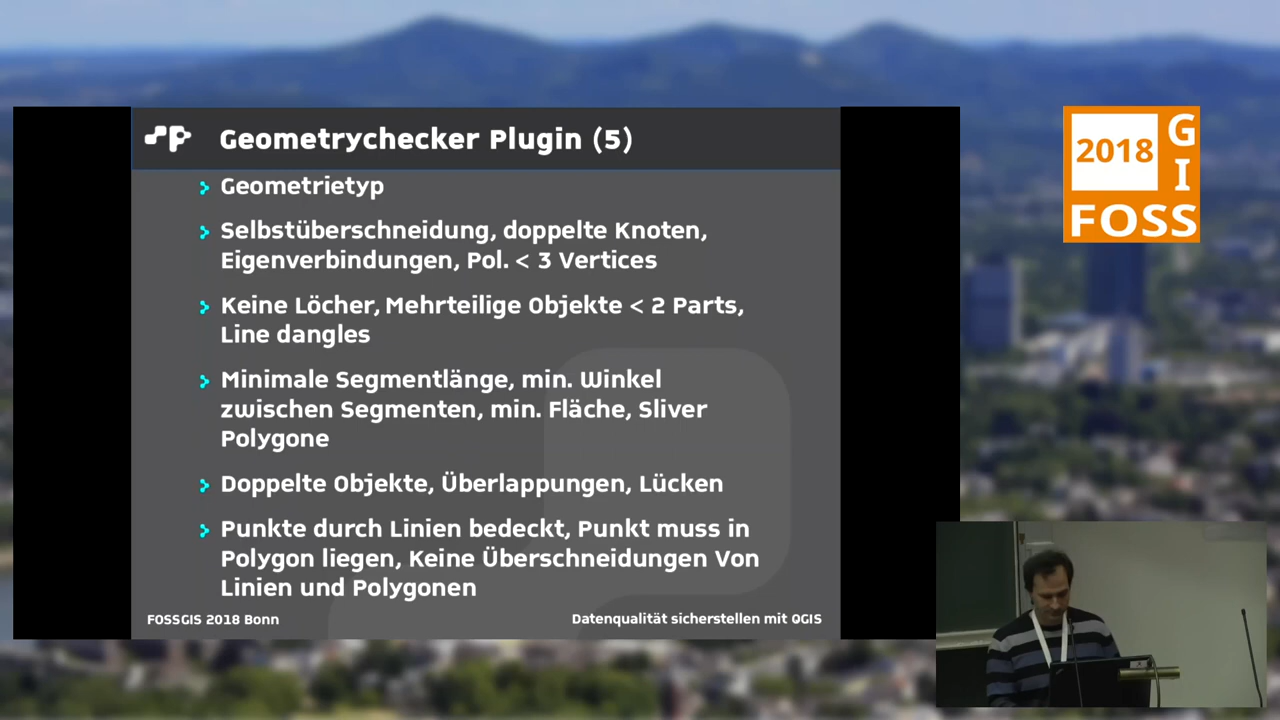 Geometrychecker Plugin (5)
Geometrietyp
Selbstüberschneidung, doppelte Knoten,
Eigenverbindungen, Pol. < 3 Vertices
Keine Löcher, Mehrteilige Objekte < 2 Parts,
Line dangles
Minimale Segmentlänge, min. Winkel
zwischen Segmenten, min. Fläche, Sliver
Polygone
Doppelte Objekte, Überlappungen, Lücken
Punkte durch Linien bedeckt, Punkt muss in
Polygon liegen, Keine Überschneidungen Von
Linien und Polygonen
FOSSGIS 2018 Bonn
Datenqualität sicherstellen mit QGIS
2018
GI
FOSS